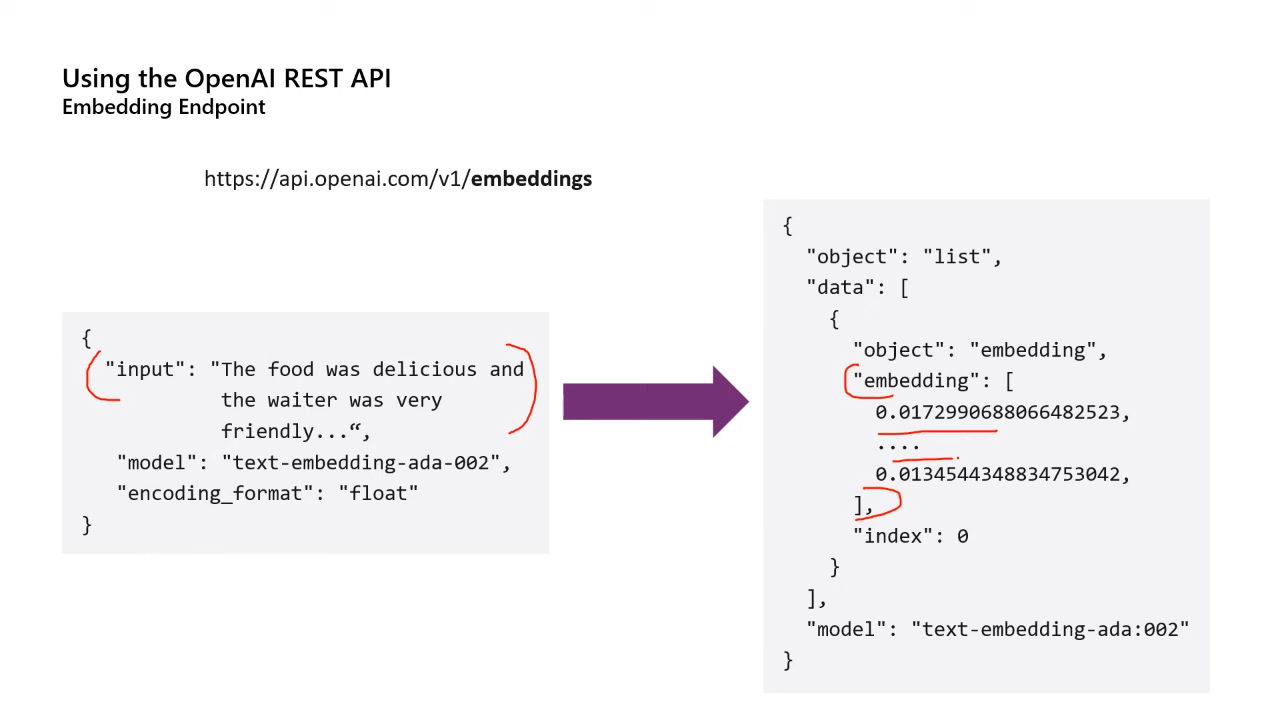 Using the OpenAI REST API
Embedding Endpoint
https://api.openai.com/v1/embeddings
{
"input": "The food was delicious and
the waiter was very
friendly...“,
"model": "text-embedding-ada-002",
"encoding_format": "float"
}
{
"object": "list",
"data": [
{
"object": "embedding",
"embedding": [
0.0172990688066482523,
....
0.0134544348834753042,
],
"index": 0
}
],
"model": "text-embedding-ada:002"
}